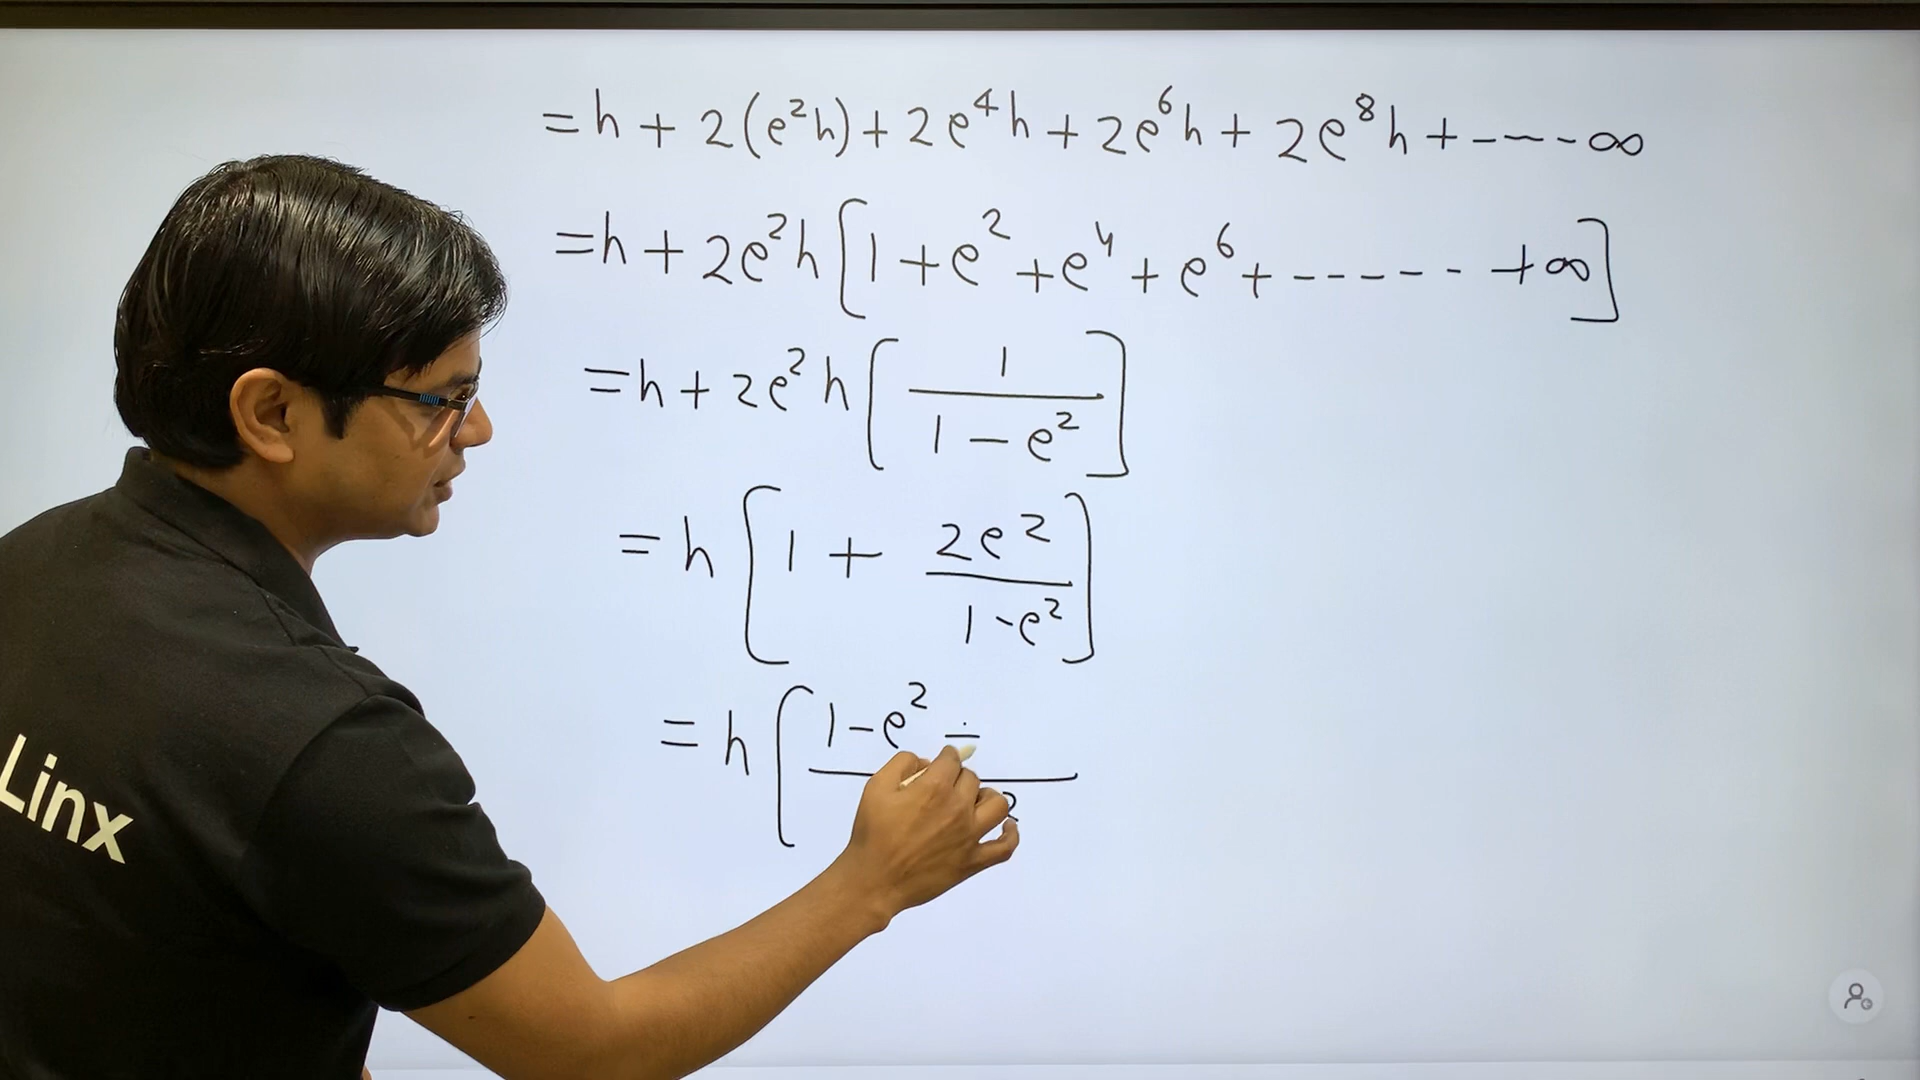 = h + 2(e²h) + 2e⁴h + 2e⁶h + 2e⁸h + ---- ∞
= h + 2e²h [1 + e² + e⁴ + e⁶ + ------ + ∞]
= h + 2e²h [1 / 1 - e²]
= h [1 + 2e² / 1 - e²]
= h [1 - e²
2
Linx